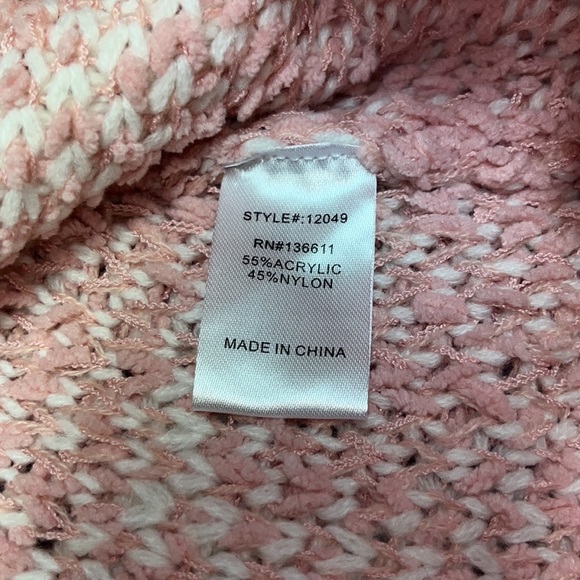 STYLE#:12049
RN#136611
55%ACRYLIC
45%NYLON
MADE IN CHINA